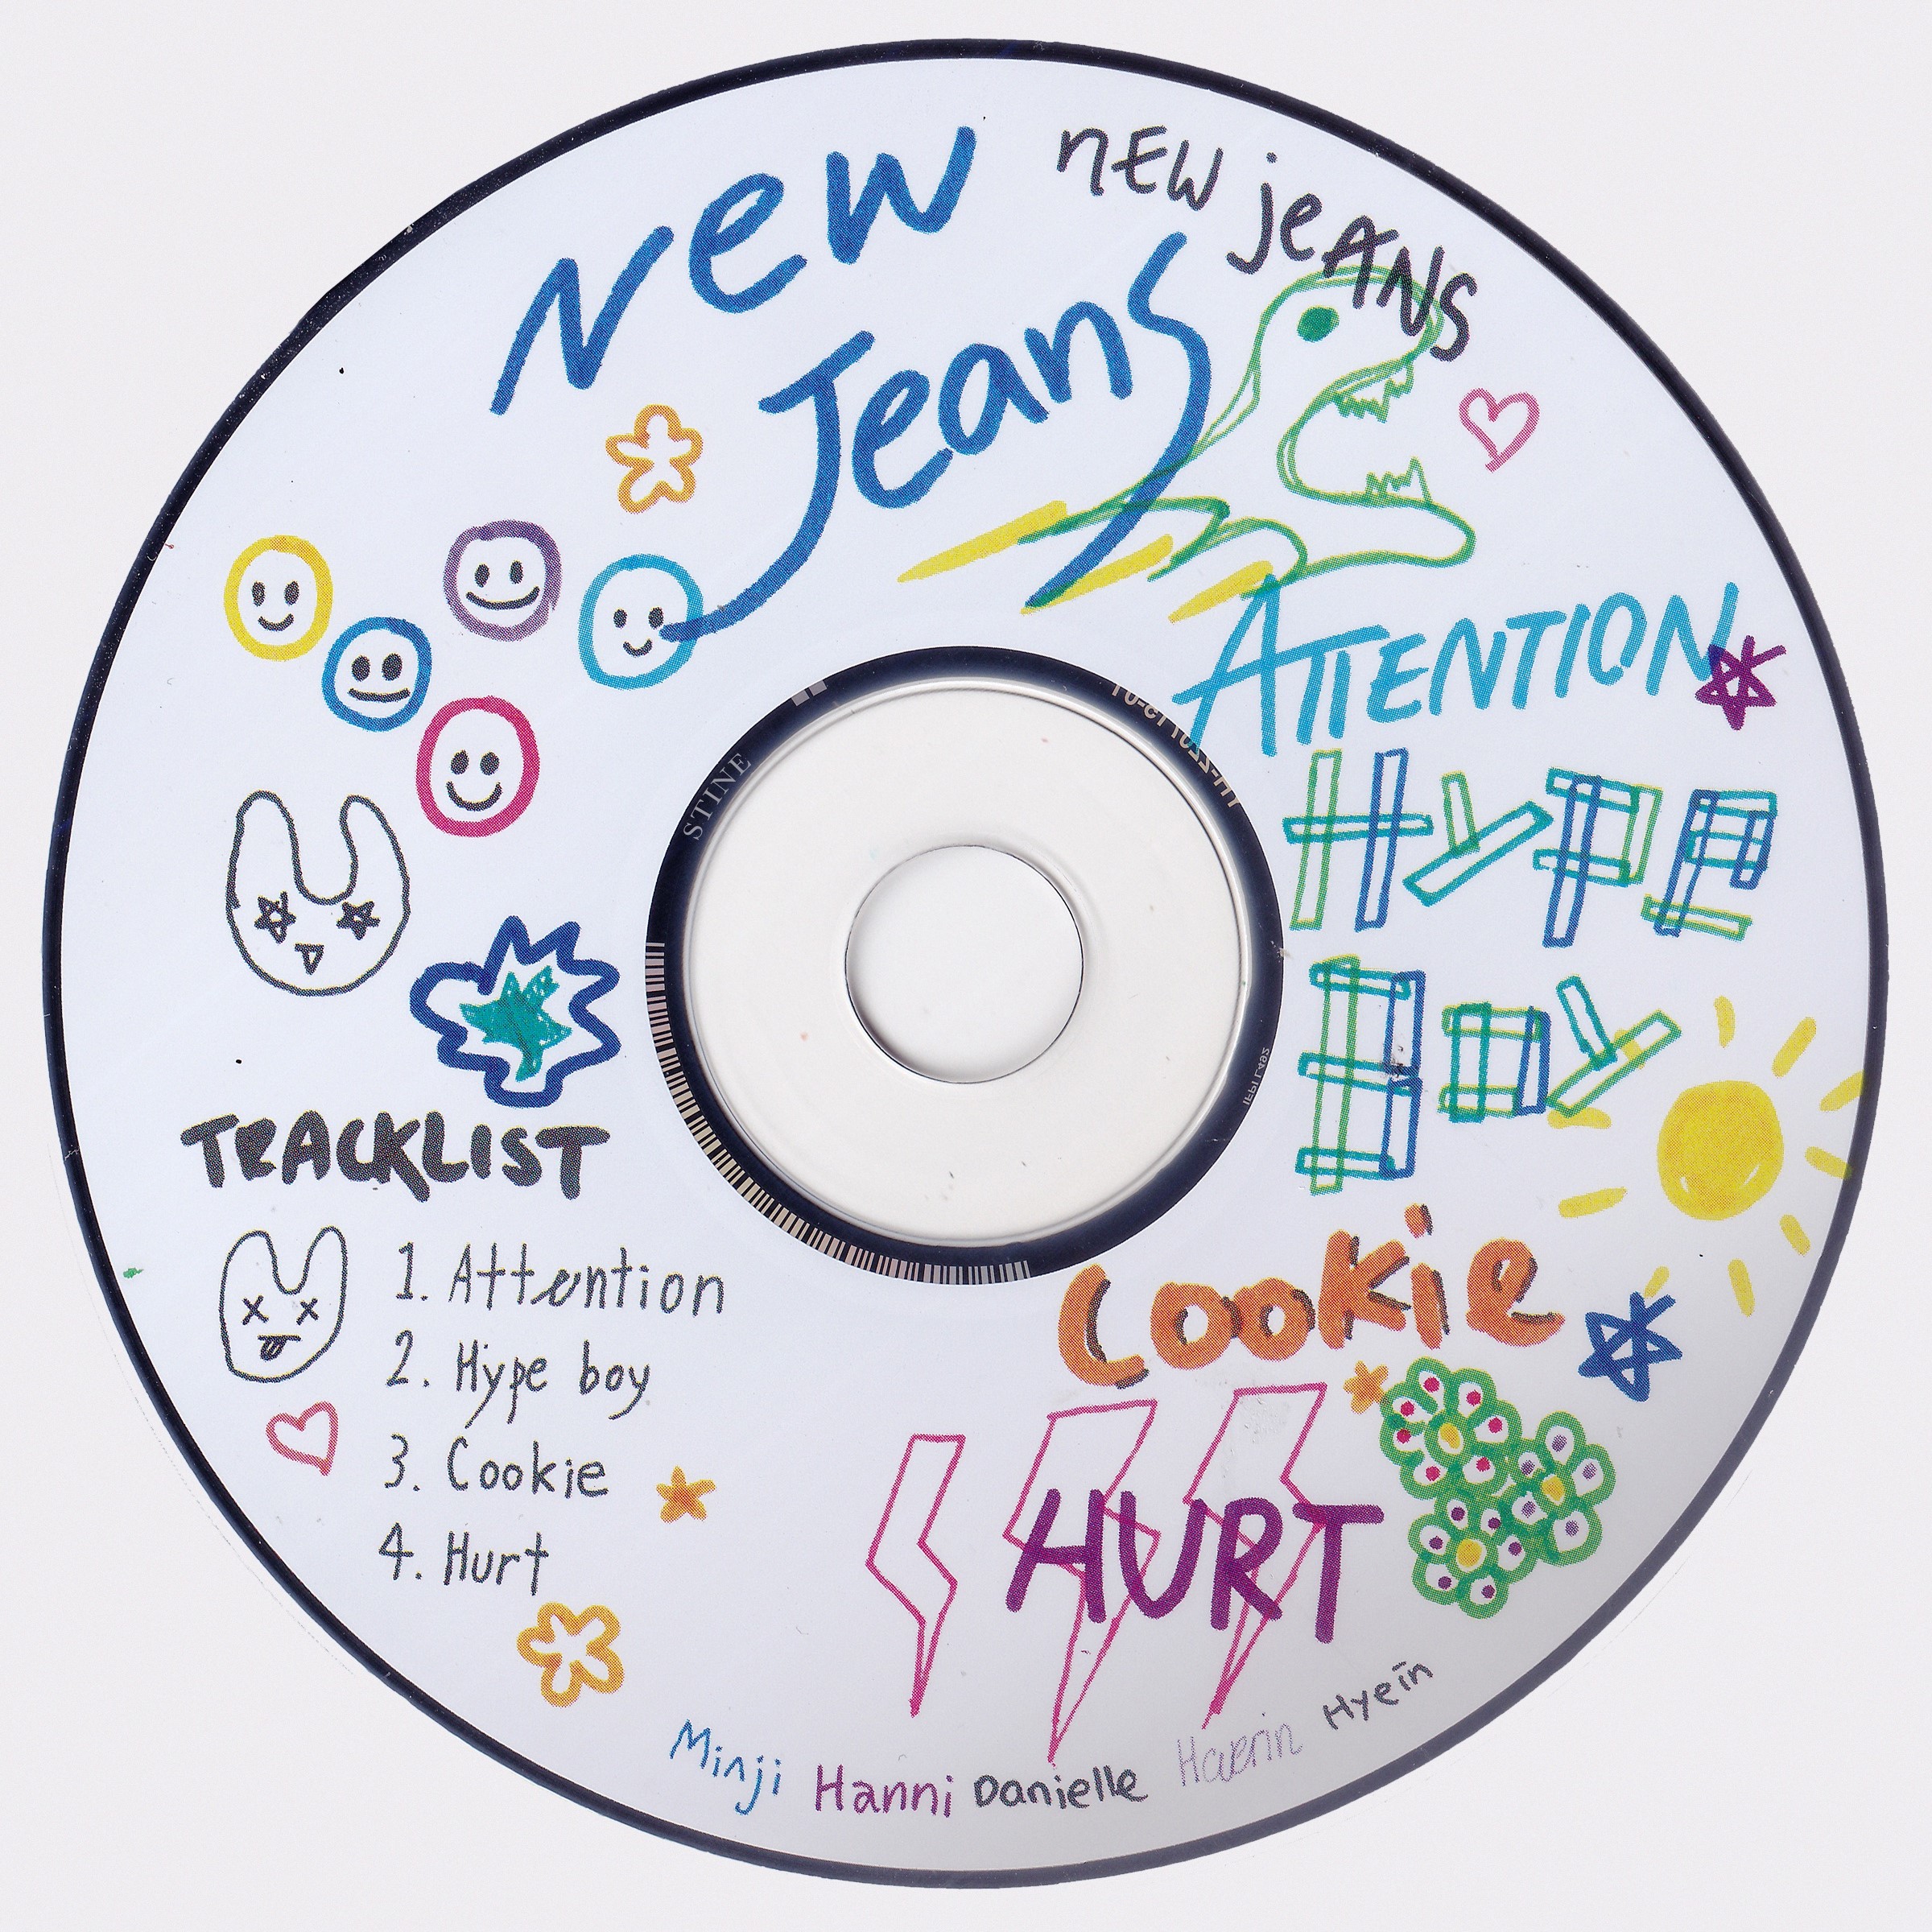 New
Jeans
nEW jEANS
ATTENTION
HYPE
BOY
TRACKLIST
1. Attention
2. Hype boy
3. Cookie
4. Hurt
Cookie
HURT
Minji Hanni Danielle Haerin Hyein
STINE
IFPI